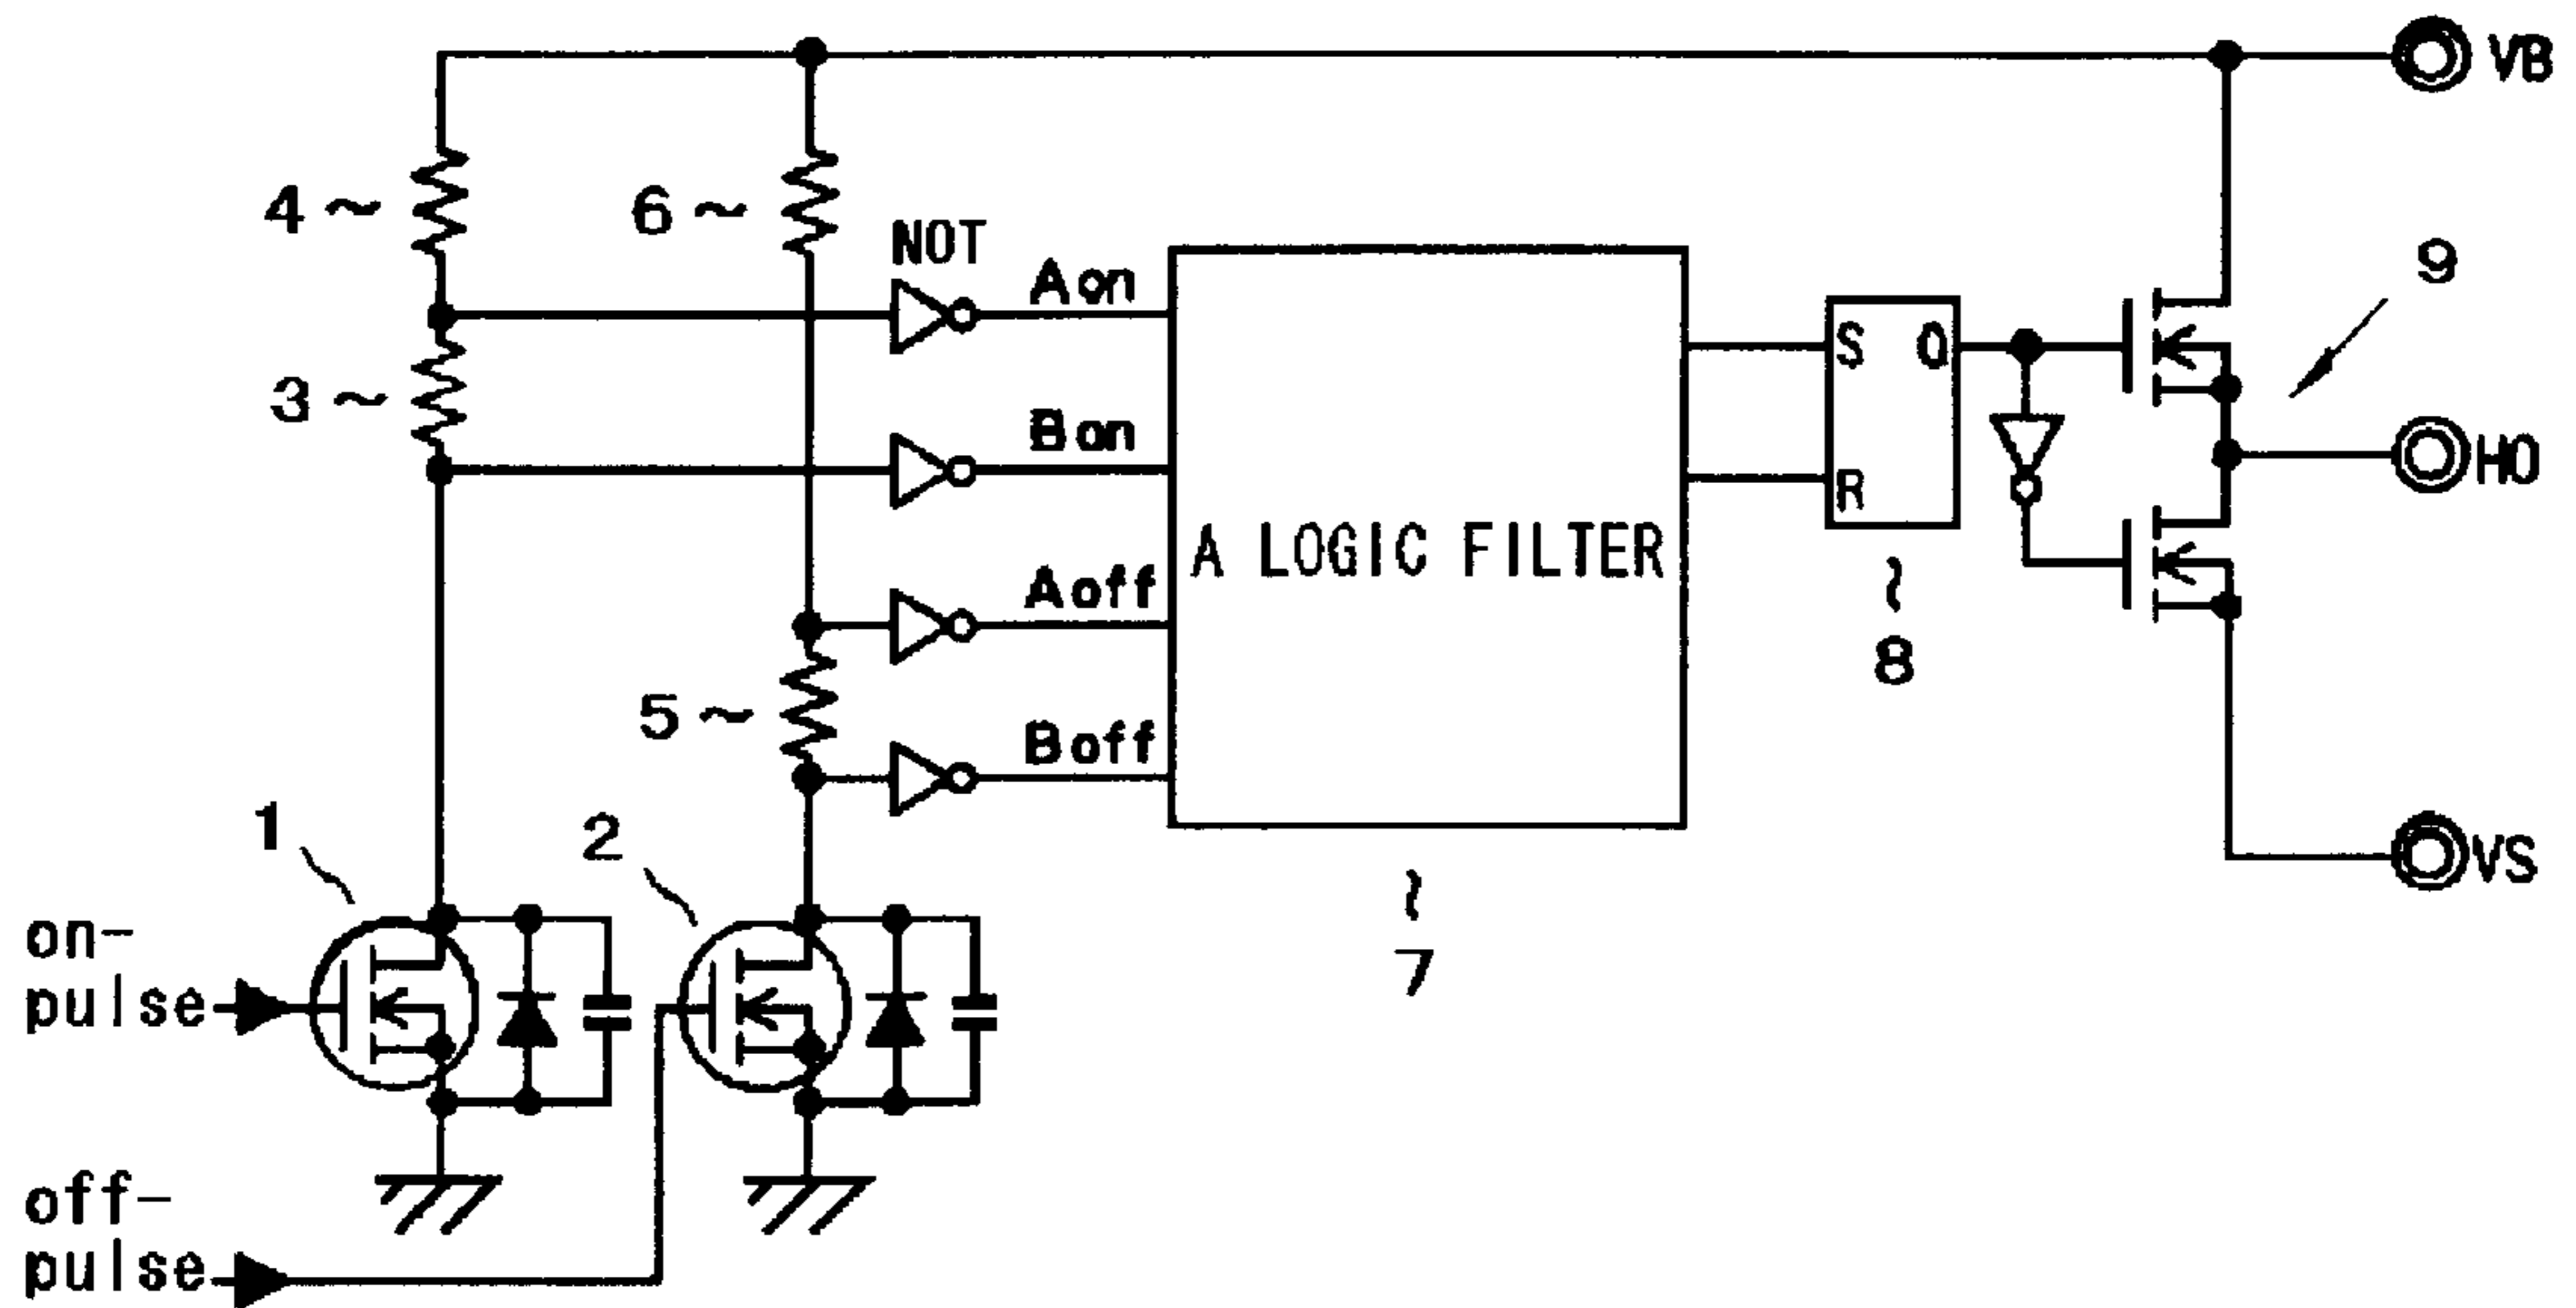 VB
4 ~
6 ~
NOT
Aon
9
3 ~
S
Q
Bon
HO
R
A LOGIC FILTER
Aoff
8
5 ~
Boff
1
2
VS
on-
pulse
7
off-
pulse